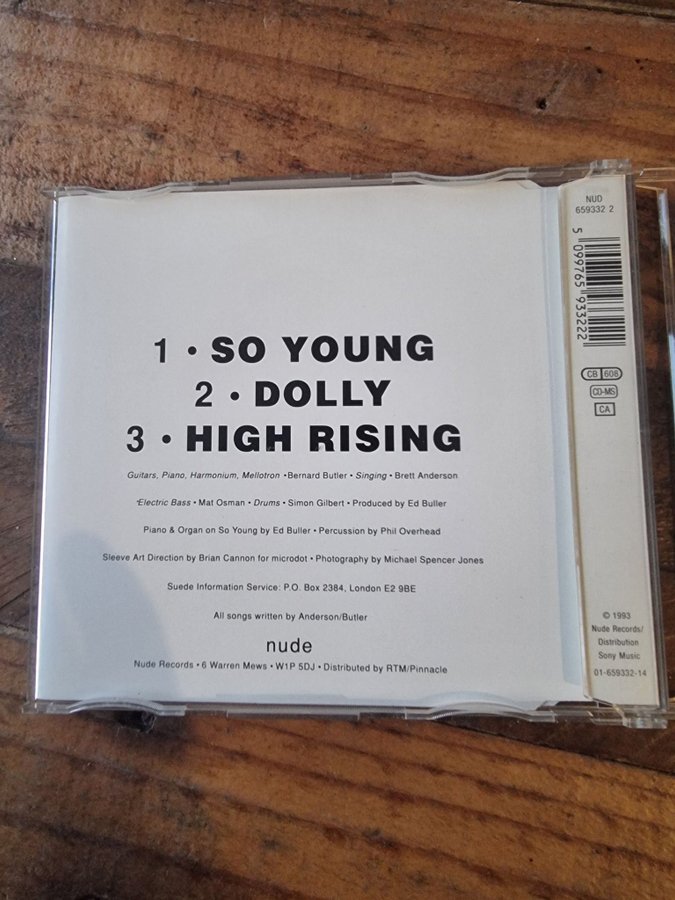 1 • SO YOUNG
2 • DOLLY
3 • HIGH RISING
Guitars, Piano, Harmonium, Mellotron •Bernard Butler • Singing • Brett Anderson
Electric Bass • Mat Osman • Drums • Simon Gilbert • Produced by Ed Buller
Piano & Organ on So Young by Ed Buller • Percussion by Phil Overhead
Sleeve Art Direction by Brian Cannon for microdot • Photography by Michael Spencer Jones
Suede Information Service: P.O. Box 2384, London E2 9BE
All songs written by Anderson/Butler
nude
Nude Records • 6 Warren Mews • W1P 5DJ • Distributed by RTM/Pinnacle
NUD
659332 2
5 099765 933222
CB 608
CD-MS
CA
© 1993
Nude Records/
Distribution
Sony Music
01-659332-14